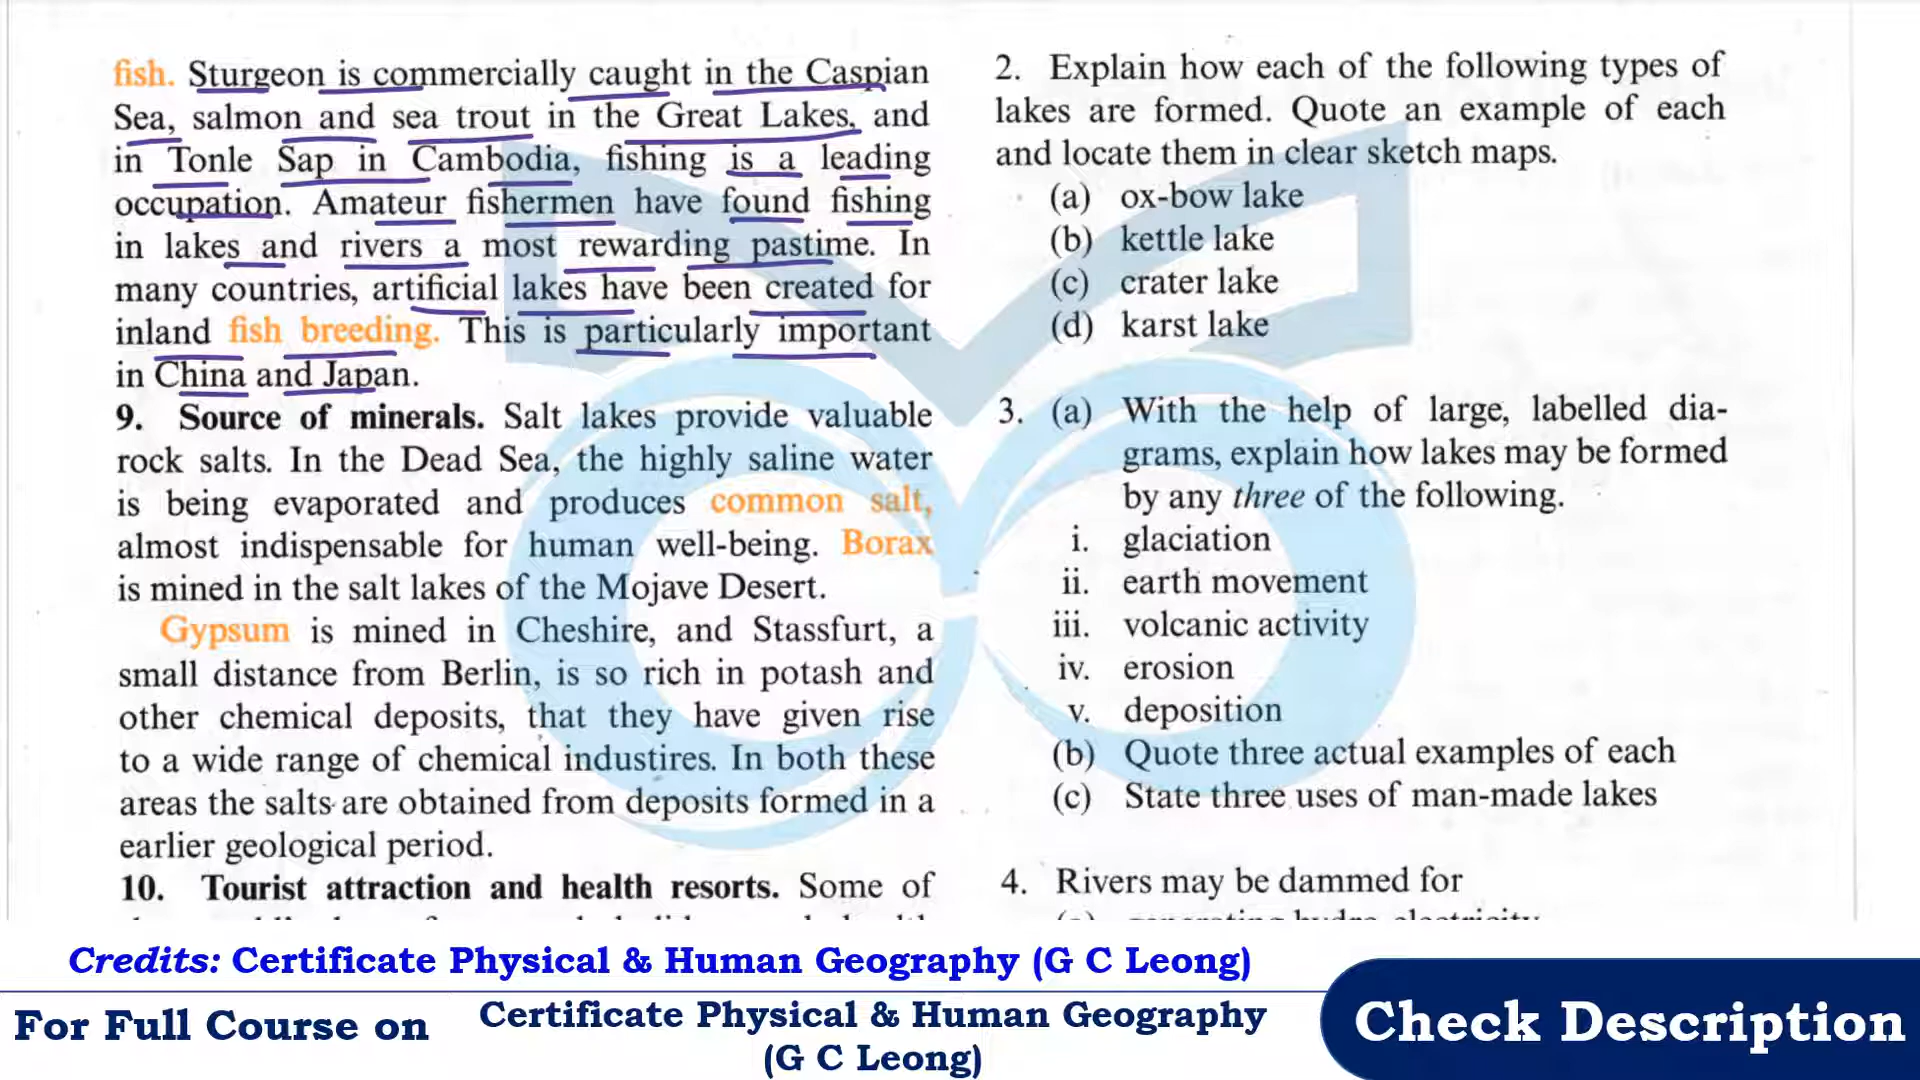 fish. Sturgeon is commercially caught in the Caspian
Sea, salmon and sea trout in the Great Lakes, and
in Tonle Sap in Cambodia, fishing is a leading
occupation. Amateur fishermen have found fishing
in lakes and rivers a most rewarding pastime. In
many countries, artificial lakes have been created for
inland fish breeding. This is particularly important
in China and Japan.
9. Source of minerals. Salt lakes provide valuable
rock salts. In the Dead Sea, the highly saline water
is being evaporated and produces common salt,
almost indispensable for human well-being. Borax
is mined in the salt lakes of the Mojave Desert.
Gypsum is mined in Cheshire, and Stassfurt, a
small distance from Berlin, is so rich in potash and
other chemical deposits, that they have given rise
to a wide range of chemical industires. In both these
areas the salts are obtained from deposits formed in a
earlier geological period.
10. Tourist attraction and health resorts. Some of
2. Explain how each of the following types of
lakes are formed. Quote an example of each
and locate them in clear sketch maps.
(a) ox-bow lake
(b) kettle lake
(c) crater lake
(d) karst lake
3. (a) With the help of large, labelled dia-
grams, explain how lakes may be formed
by any three of the following.
i. glaciation
ii. earth movement
iii. volcanic activity
iv. erosion
v. deposition
(b) Quote three actual examples of each
(c) State three uses of man-made lakes
4. Rivers may be dammed for
(a) generating hydro-electricity
Credits: Certificate Physical & Human Geography (G C Leong)
For Full Course on
Certificate Physical & Human Geography
(G C Leong)
Check Description